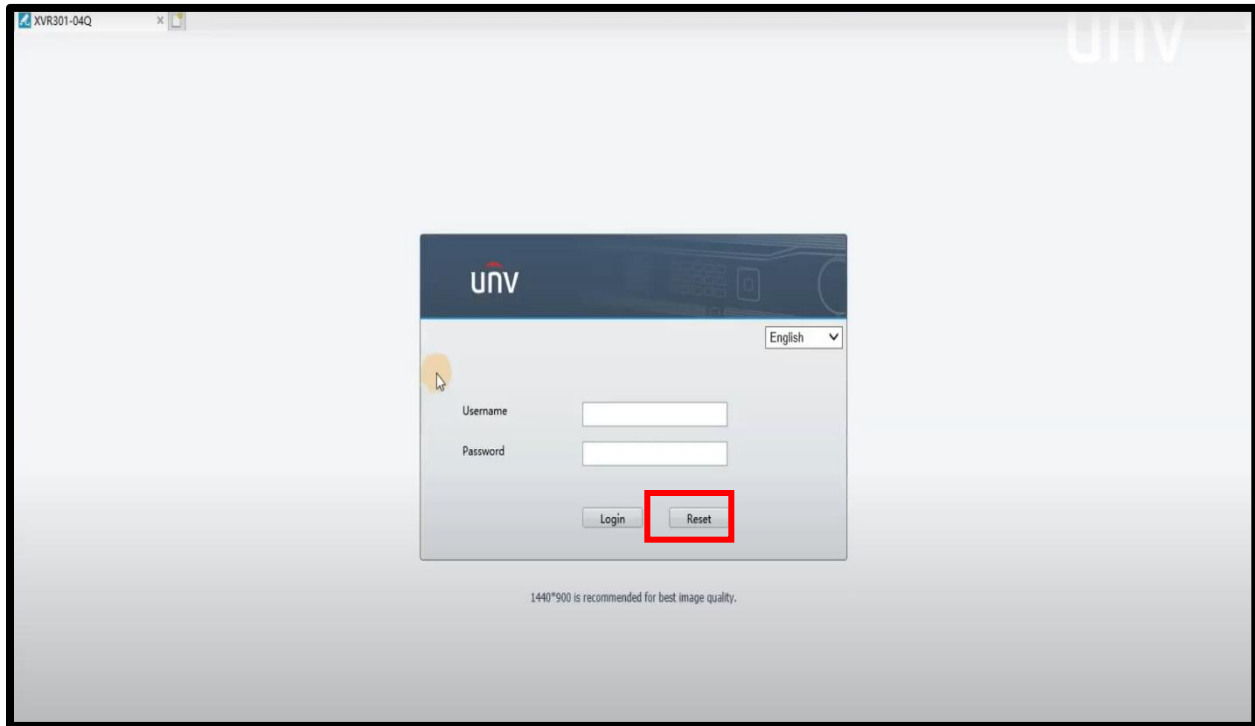 XVR301-04Q
unv
unv
English
Username
Password
Login Reset
1440*900 is recommended for best image quality.